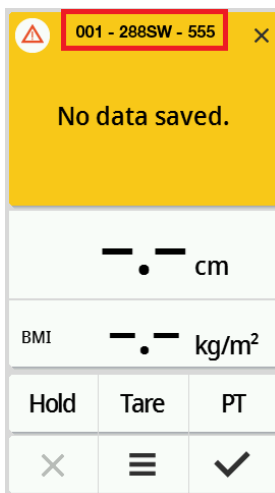 001 - 288SW - 555
No data saved.
-.- cm
BMI -.- kg/m²
Hold Tare PT